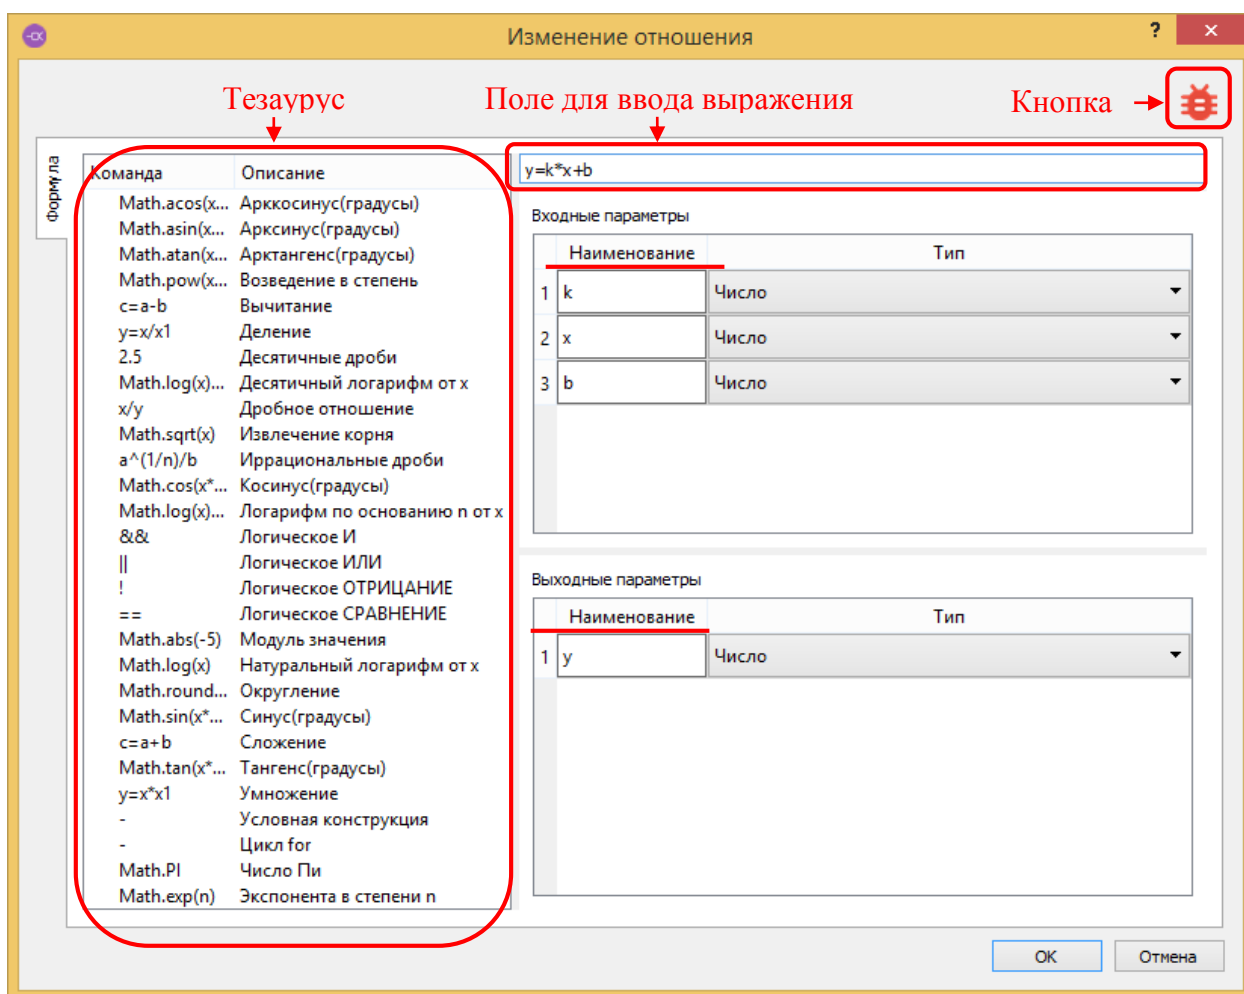 Изменение отношения
?
×
Тезаурус
Поле для ввода выражения
Кнопка
Формула
Команда Описание
Math.acos(x... Арккосинус(градусы)
Math.asin(x... Арксинус(градусы)
Math.atan(x... Арктангенс(градусы)
Math.pow(x... Возведение в степень
c=a-b Вычитание
y=x/x1 Деление
2.5 Десятичные дроби
Math.log(x)... Десятичный логарифм от x
x/y Дробное отношение
Math.sqrt(x) Извлечение корня
a^(1/n)/b Иррациональные дроби
Math.cos(x*... Косинус(градусы)
Math.log(x)... Логарифм по основанию n от x
&& Логическое И
|| Логическое ИЛИ
! Логическое ОТРИЦАНИЕ
== Логическое СРАВНЕНИЕ
Math.abs(-5) Модуль значения
Math.log(x) Натуральный логарифм от x
Math.round... Округление
Math.sin(x*... Синус(градусы)
c=a+b Сложение
Math.tan(x*... Тангенс(градусы)
y=x*x1 Умножение
- Условная конструкция
- Цикл for
Math.PI Число Пи
Math.exp(n) Экспонента в степени n
y=k*x+b
Входные параметры
Наименование Тип
1 k Число
2 x Число
3 b Число
Выходные параметры
Наименование Тип
1 y Число
OK Отмена